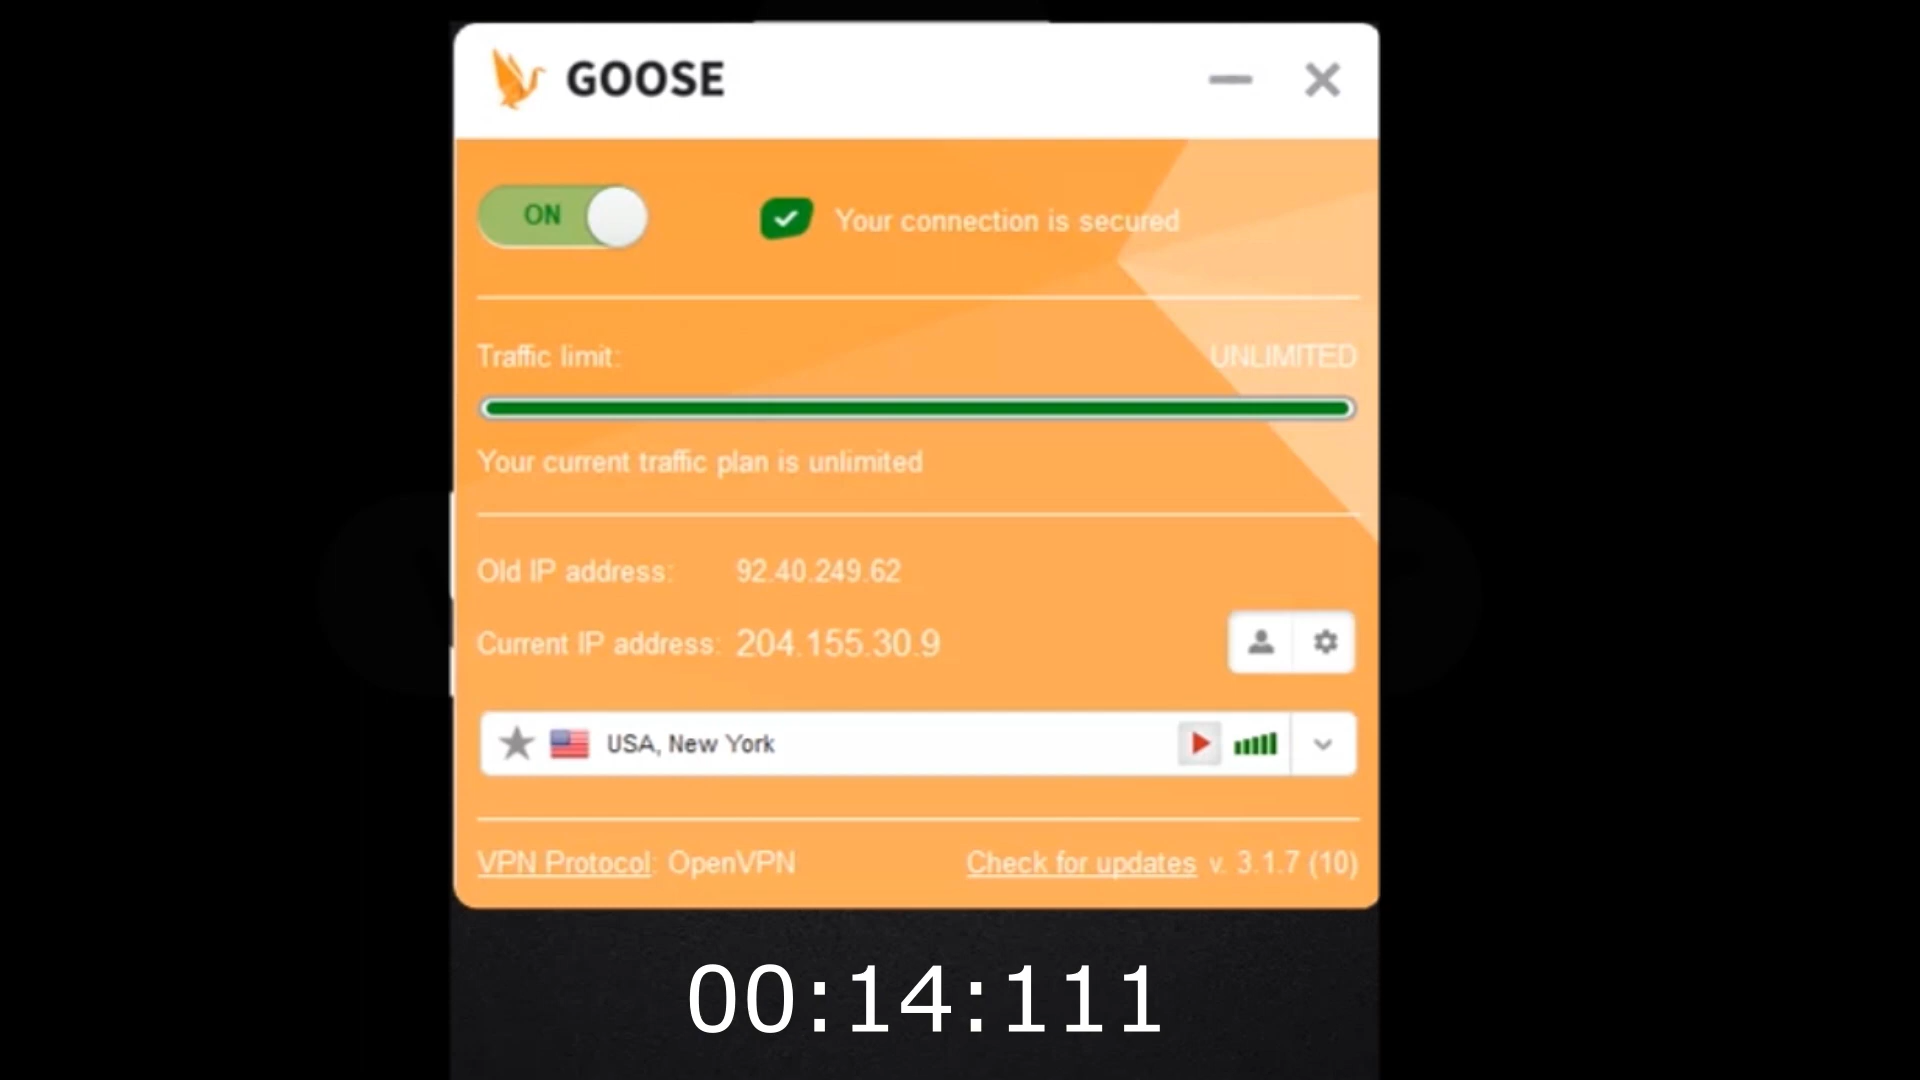 GOOSE
ON
Your connection is secured
Traffic limit: UNLIMITED
Your current traffic plan is unlimited
Old IP address: 92.40.249.62
Current IP address: 204.155.30.9
USA, New York
VPN Protocol: OpenVPN Check for updates v. 3.1.7 (10)
00:14:111